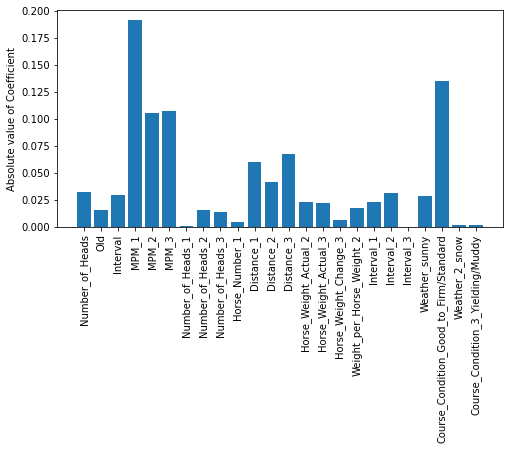 0.200
0.175
0.150
0.125
0.100
0.075
0.050
0.025
0.000
Absolute value of Coefficient
Number_of_Heads
Old
Interval
MPM_1
MPM_2
MPM_3
Number_of_Heads_1
Number_of_Heads_2
Number_of_Heads_3
Horse_Number_1
Distance_1
Distance_2
Distance_3
Horse_Weight_Actual_2
Horse_Weight_Actual_3
Horse_Weight_Change_3
Weight_per_Horse_Weight_2
Interval_1
Interval_2
Interval_3
Weather_sunny
Course_Condition_Good_to_Firm/Standard
Weather_2_snow
Course_Condition_3_Yielding/Muddy